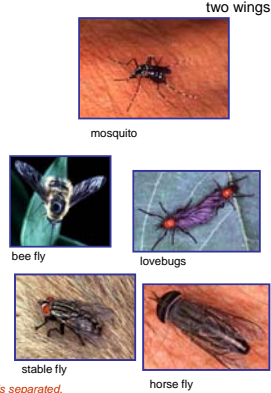 two wings
mosquito
bee fly
lovebugs
stable fly
horse fly
s separated.